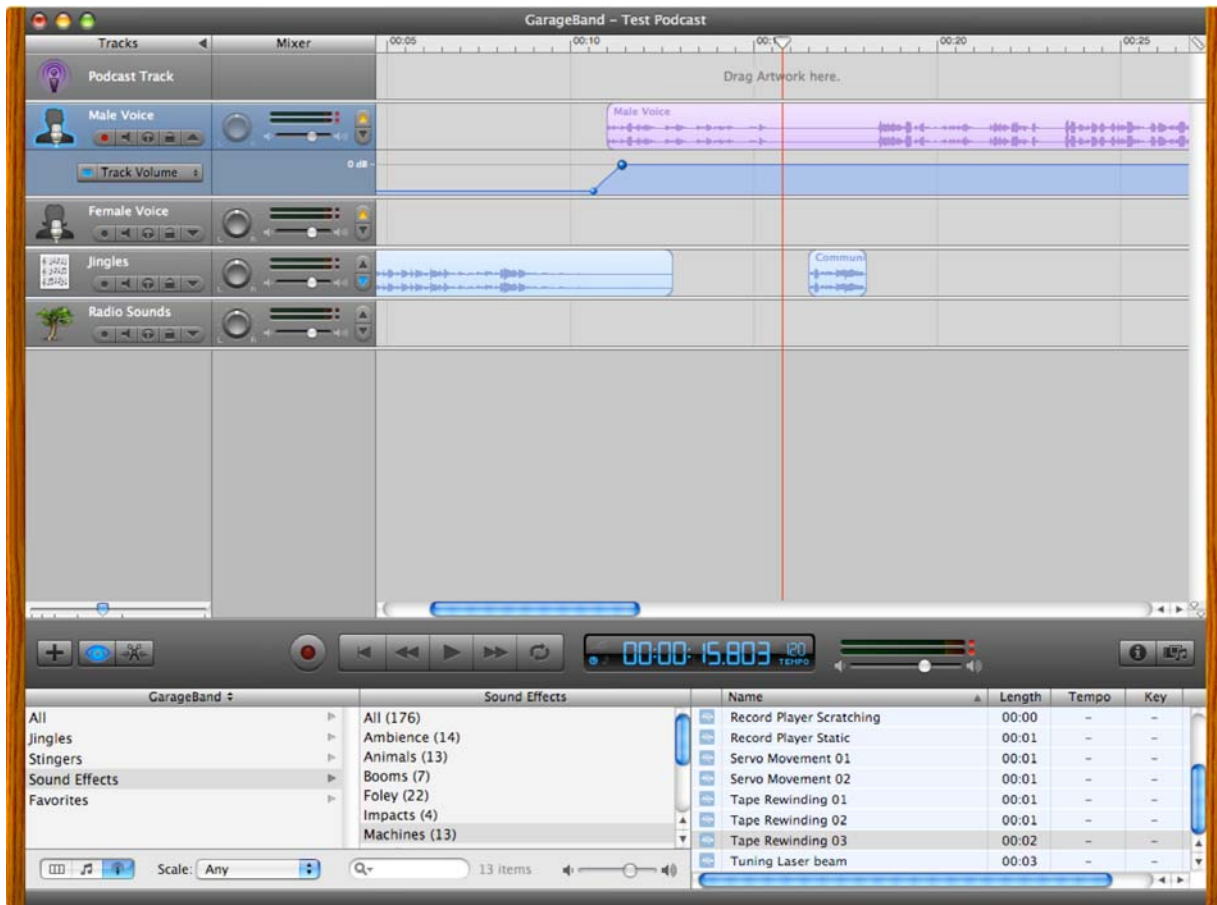 GarageBand – Test Podcast
Tracks Mixer 00:05 00:10 00:1 00:20 00:25
Podcast Track Drag Artwork here.
Male Voice Male Voice
Track Volume 0 dB
Female Voice
Jingles Communi
Radio Sounds
00:00:15.803 120
TEMPO
GarageBand Sound Effects Name Length Tempo Key
All All (176) Record Player Scratching 00:00 - -
Jingles Ambience (14) Record Player Static 00:01 - -
Stingers Animals (13) Servo Movement 01 00:01 - -
Sound Effects Booms (7) Servo Movement 02 00:01 - -
Favorites Foley (22) Tape Rewinding 01 00:01 - -
Impacts (4) Tape Rewinding 02 00:01 - -
Machines (13) Tape Rewinding 03 00:02 - -
Scale: Any 13 items Tuning Laser beam 00:03 - -